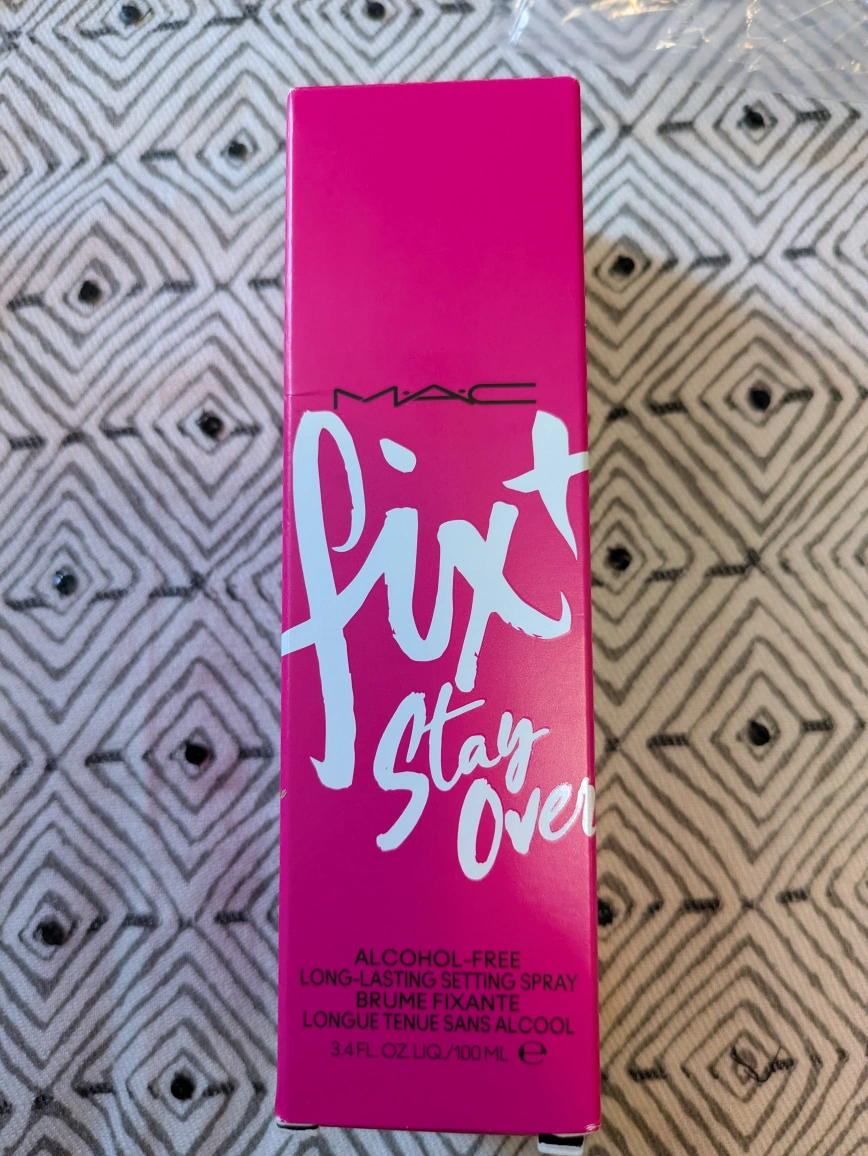 M·A·C
fix+
Stay
Over
ALCOHOL-FREE
LONG-LASTING SETTING SPRAY
BRUME FIXANTE
LONGUE TENUE SANS ALCOOL
3.4 FL. OZ. LIQ./100 ML ℮